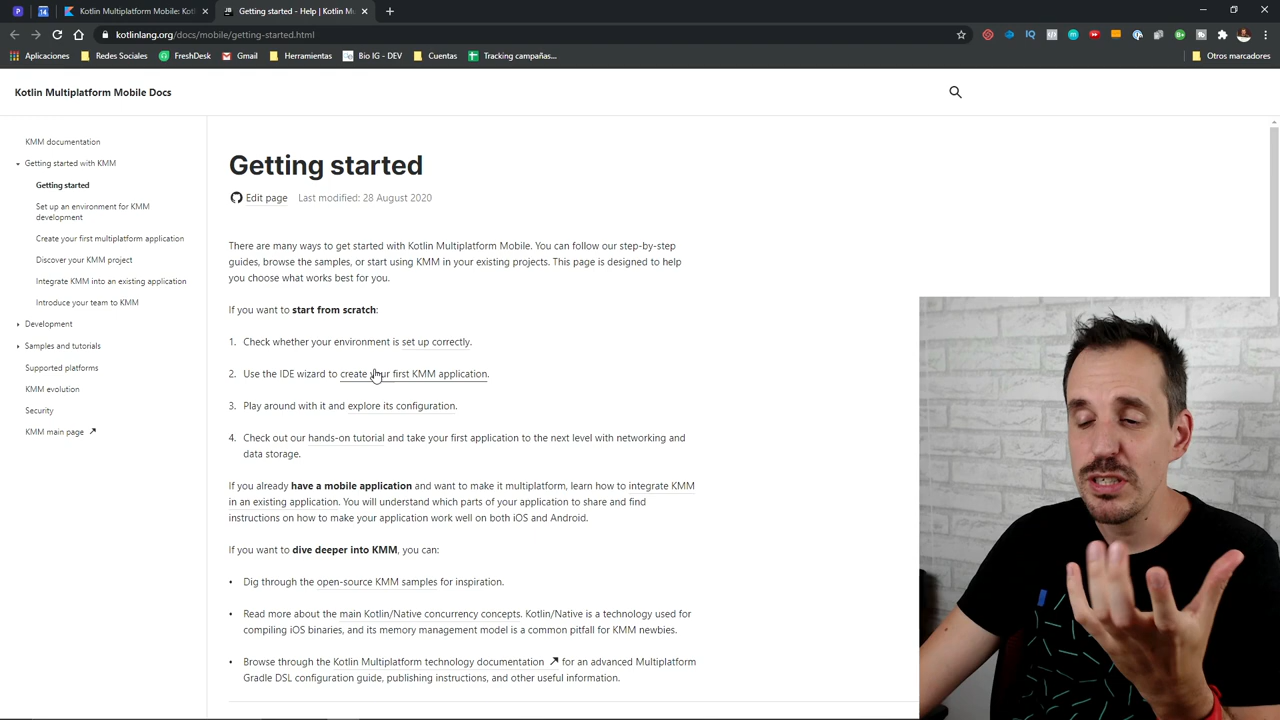 Kotlin Multiplatform Mobile: Kotl
Getting started - Help | Kotlin M
kotlinlang.org/docs/mobile/getting-started.html
Aplicaciones
Redes Sociales
FreshDesk
Gmail
Herramientas
Bio IG - DEV
Cuentas
Tracking campañas...
Otros marcadores
Kotlin Multiplatform Mobile Docs
KMM documentation
Getting started with KMM
Getting started
Set up an environment for KMM
development
Create your first multiplatform application
Discover your KMM project
Integrate KMM into an existing application
Introduce your team to KMM
Development
Samples and tutorials
Supported platforms
KMM evolution
Security
KMM main page
Getting started
Edit page Last modified: 28 August 2020
There are many ways to get started with Kotlin Multiplatform Mobile. You can follow our step-by-step
guides, browse the samples, or start using KMM in your existing projects. This page is designed to help
you choose what works best for you.
If you want to start from scratch:
1. Check whether your environment is set up correctly.
2. Use the IDE wizard to create your first KMM application.
3. Play around with it and explore its configuration.
4. Check out our hands-on tutorial and take your first application to the next level with networking and
data storage.
If you already have a mobile application and want to make it multiplatform, learn how to integrate KMM
in an existing application. You will understand which parts of your application to share and find
instructions on how to make your application work well on both iOS and Android.
If you want to dive deeper into KMM, you can:
• Dig through the open-source KMM samples for inspiration.
• Read more about the main Kotlin/Native concurrency concepts. Kotlin/Native is a technology used for
compiling iOS binaries, and its memory management model is a common pitfall for KMM newbies.
• Browse through the Kotlin Multiplatform technology documentation for an advanced Multiplatform
Gradle DSL configuration guide, publishing instructions, and other useful information.